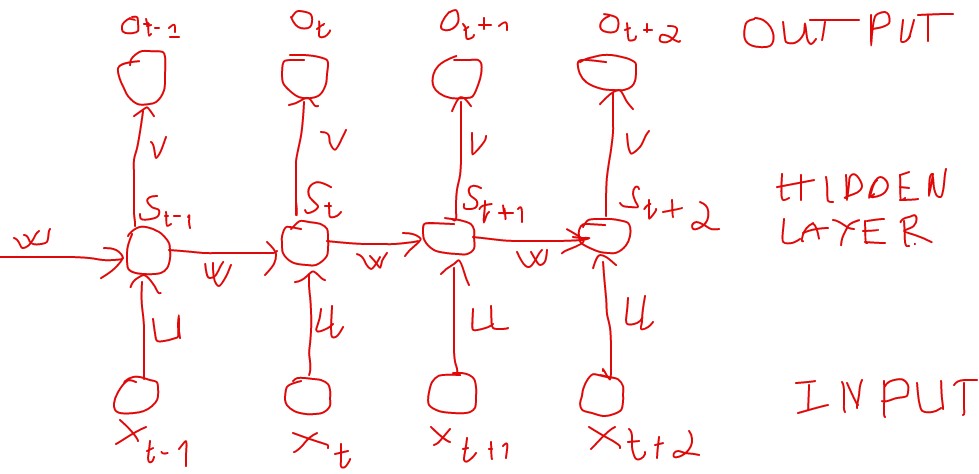 O_{t-1} O_t O_{t+1} O_{t+2} OUTPUT
V V V V
S_{t-1} S_t S_{t+1} S_{t+2} HIDDEN
LAYER
W W W W
U U U U
X_{t-1} X_t X_{t+1} X_{t+2} INPUT